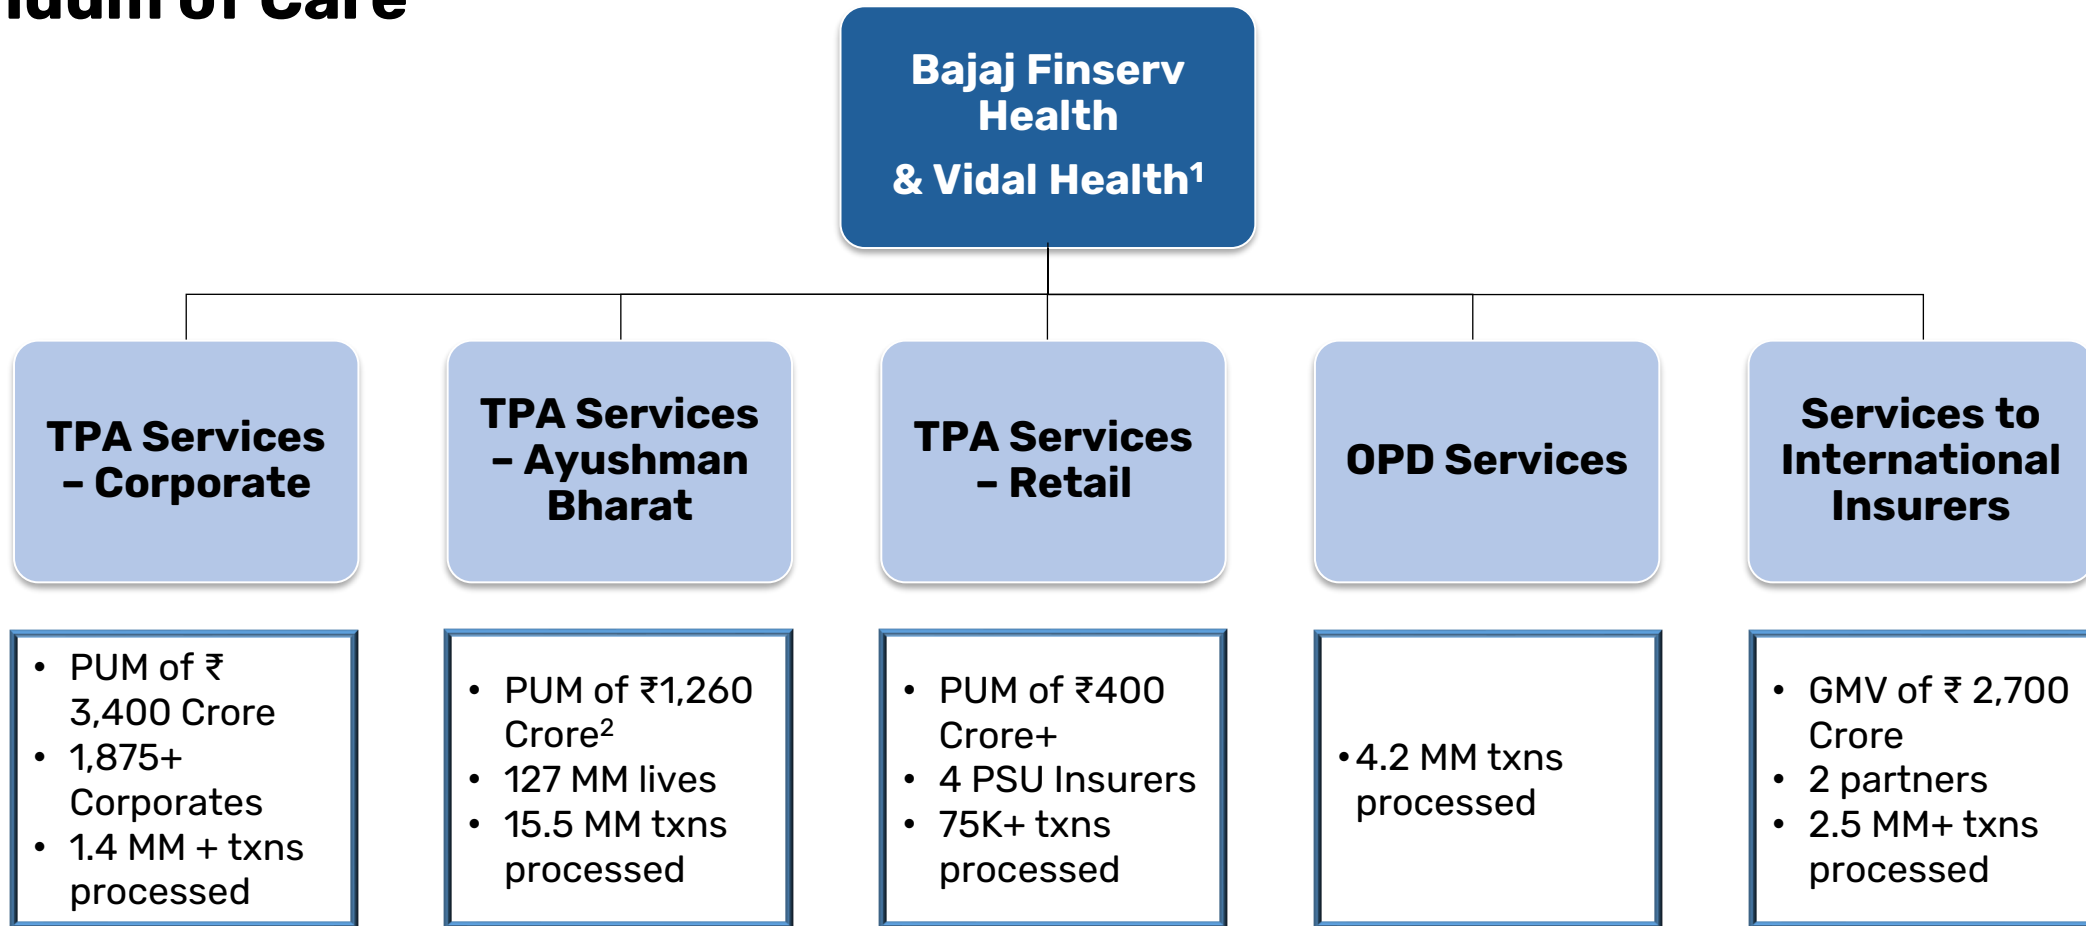 of Care
Bajaj Finserv
Health
& Vidal Health¹
TPA Services
– Corporate
TPA Services
– Ayushman
Bharat
TPA Services
– Retail
OPD Services
Services to
International
Insurers
• PUM of ₹
3,400 Crore
• 1,875+
Corporates
• 1.4 MM + txns
processed
• PUM of ₹1,260
Crore²
• 127 MM lives
• 15.5 MM txns
processed
• PUM of ₹400
Crore+
• 4 PSU Insurers
• 75K+ txns
processed
• 4.2 MM txns
processed
• GMV of ₹ 2,700
Crore
• 2 partners
• 2.5 MM+ txns
processed